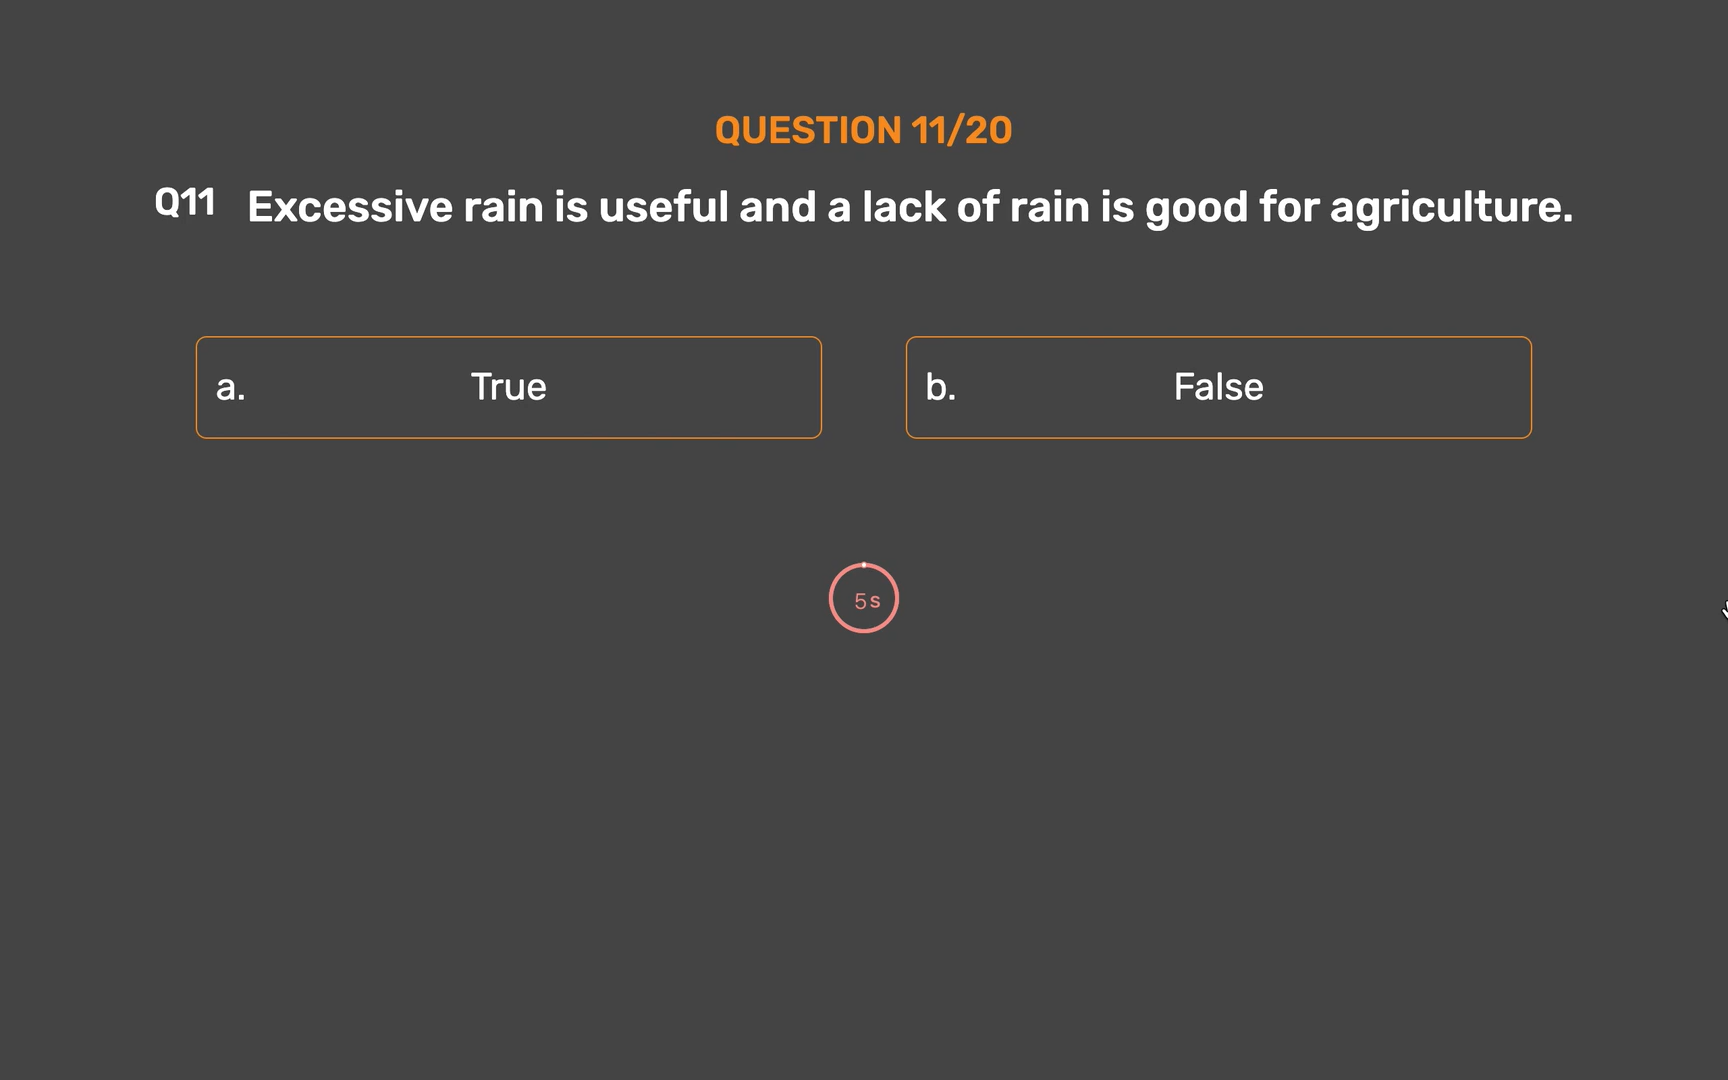 QUESTION 11/20
Q11 Excessive rain is useful and a lack of rain is good for agriculture.
a. True
b. False
5s